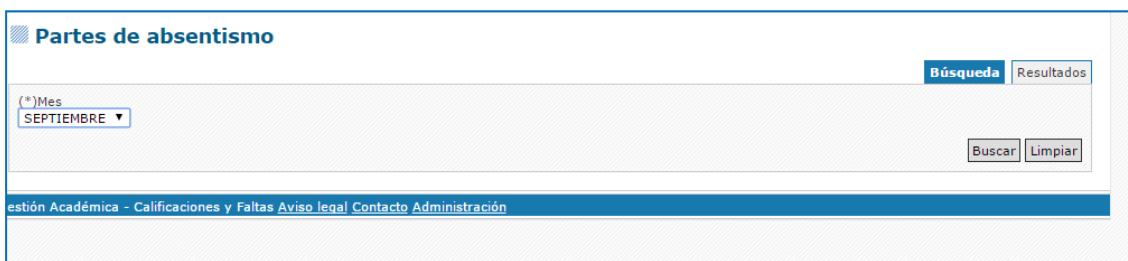 Partes de absentismo
Búsqueda Resultados
(*)Mes
SEPTIEMBRE
Buscar Limpiar
estión Académica - Calificaciones y Faltas Aviso legal Contacto Administración